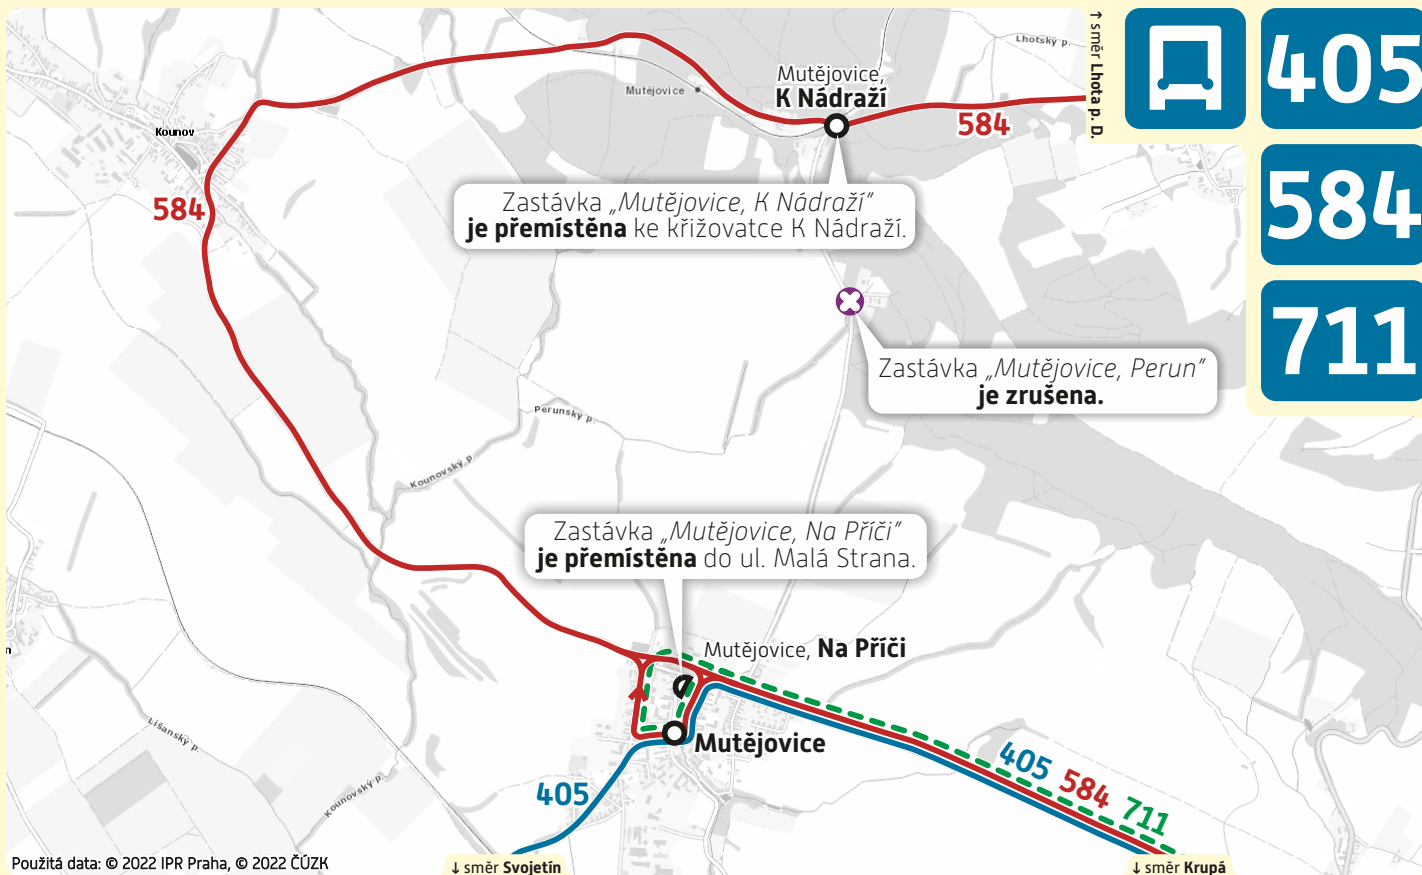 ↑ směr Lhota p. D.
405
584
711
Lhotský p.
Mutějovice,
K Nádraží
Mutějovice
584
Kounov
584
Zastávka „Mutějovice, K Nádraží”
je přemístěna ke křižovatce K Nádraží.
Zastávka „Mutějovice, Perun”
je zrušena.
Perunský p.
Kounovský p.
Zastávka „Mutějovice, Na Příči”
je přemístěna do ul. Malá Strana.
Mutějovice, Na Příči
Mutějovice
Lišanský p.
Kounovský p.
405
405 584 711
Použitá data: © 2022 IPR Praha, © 2022 ČÚZK
↓ směr Svojetín
↓ směr Krupá